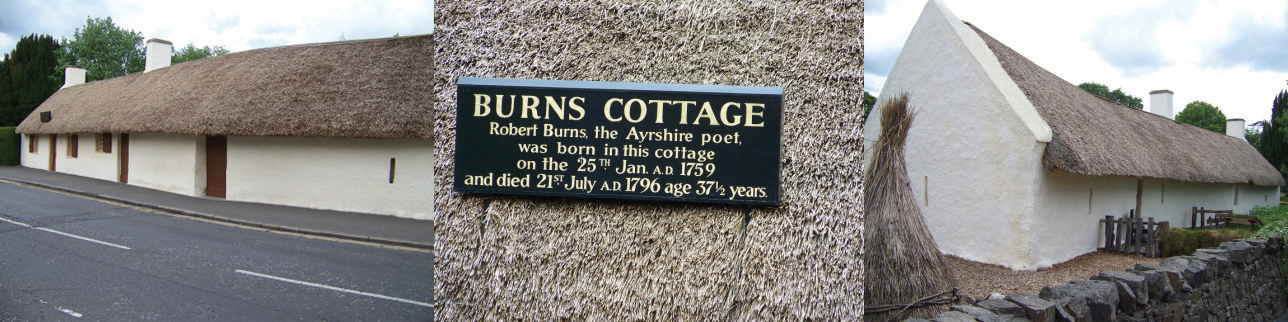 BURNS COTTAGE
Robert Burns, the Ayrshire poet,
was born in this cottage
on the 25TH Jan. A.D. 1759
and died 21ST July A.D. 1796 age 37½ years.